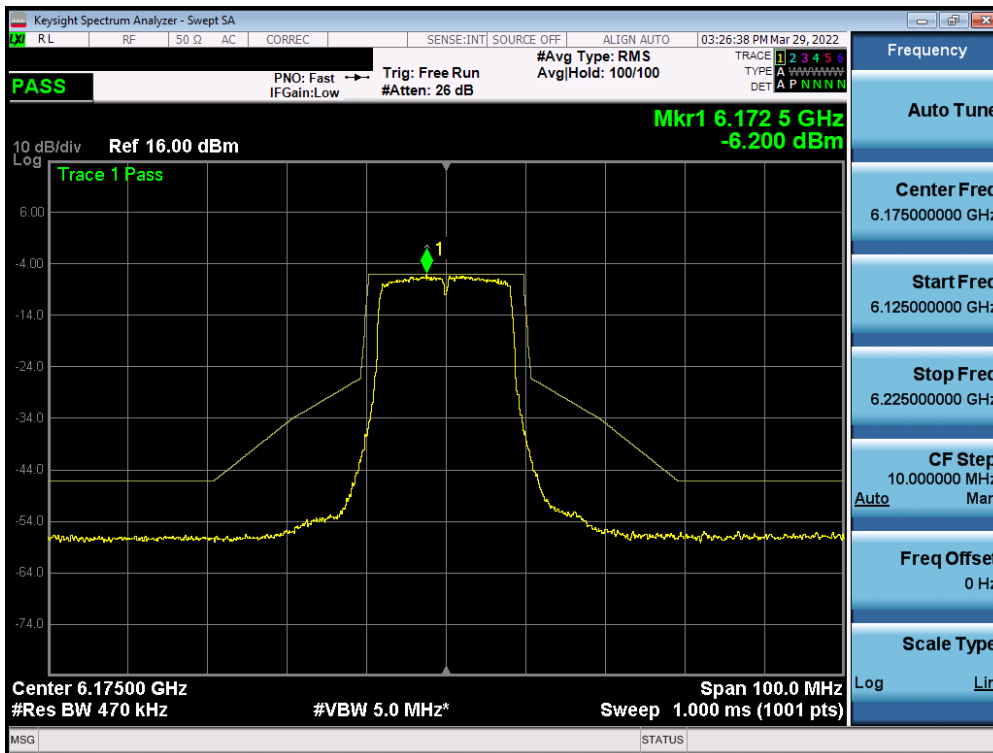 Keysight Spectrum Analyzer - Swept SA
LXI RL RF 50 Ω AC CORREC SENSE:INT SOURCE OFF ALIGN AUTO 03:26:38 PM Mar 29, 2022
PASS
PNO: Fast
IFGain:Low
Trig: Free Run
#Atten: 26 dB
#Avg Type: RMS
Avg|Hold: 100/100
TRACE 1 2 3 4 5 6
TYPE A WWWWW
DET A P N N N N
Mkr1 6.172 5 GHz
-6.200 dBm
10 dB/div Ref 16.00 dBm
Log
Trace 1 Pass
1
6.00
-4.00
-14.0
-24.0
-34.0
-44.0
-54.0
-64.0
-74.0
Center 6.17500 GHz Span 100.0 MHz
#Res BW 470 kHz #VBW 5.0 MHz* Sweep 1.000 ms (1001 pts)
MSG STATUS
Frequency
Auto Tune
Center Freq
6.175000000 GHz
Start Freq
6.125000000 GHz
Stop Freq
6.225000000 GHz
CF Step
10.000000 MHz
Auto Man
Freq Offset
0 Hz
Scale Type
Log Lin